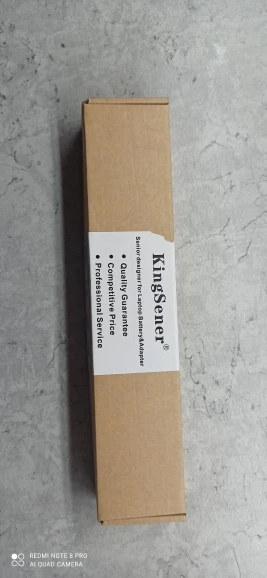 KingSener®
Senior designer for Laptop Battery&Adapter
● Quality Guarantee
● Competitive Price
● Professional Service
REDMI NOTE 8 PRO
AI QUAD CAMERA